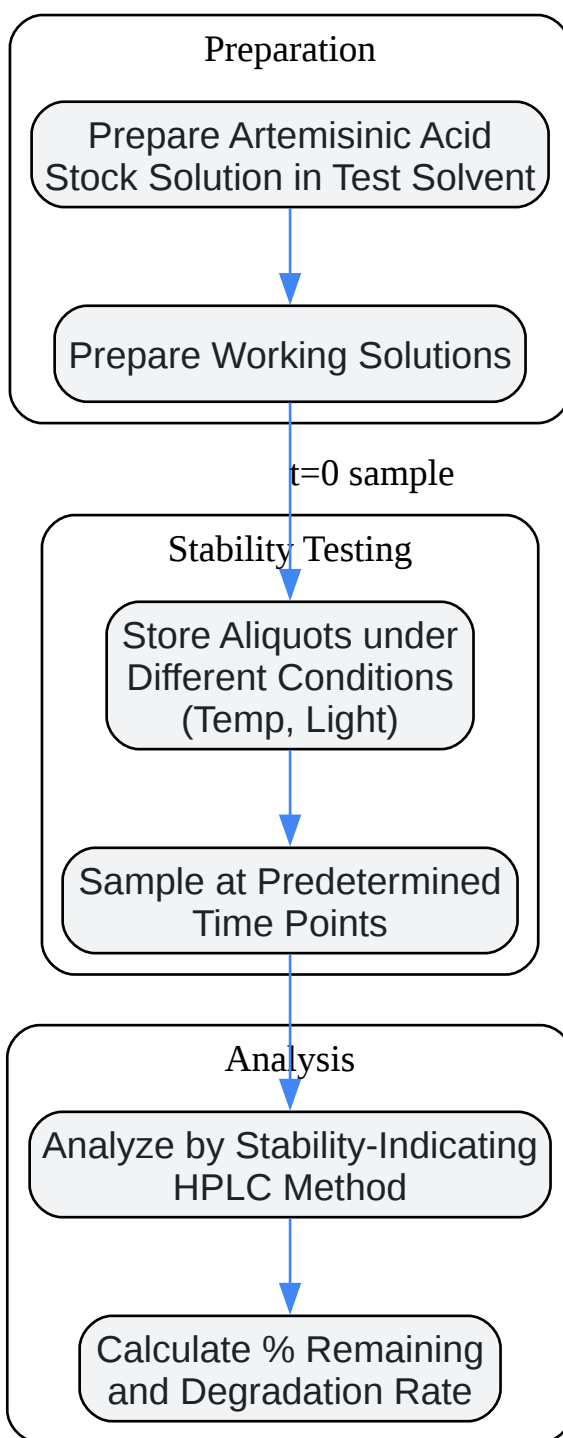 Preparation
Prepare Artemisinic Acid
Stock Solution in Test Solvent
Prepare Working Solutions
t=0 sample
Stability Testing
Store Aliquots under
Different Conditions
(Temp, Light)
Sample at Predetermined
Time Points
Analysis
Analyze by Stability-Indicating
HPLC Method
Calculate % Remaining
and Degradation Rate